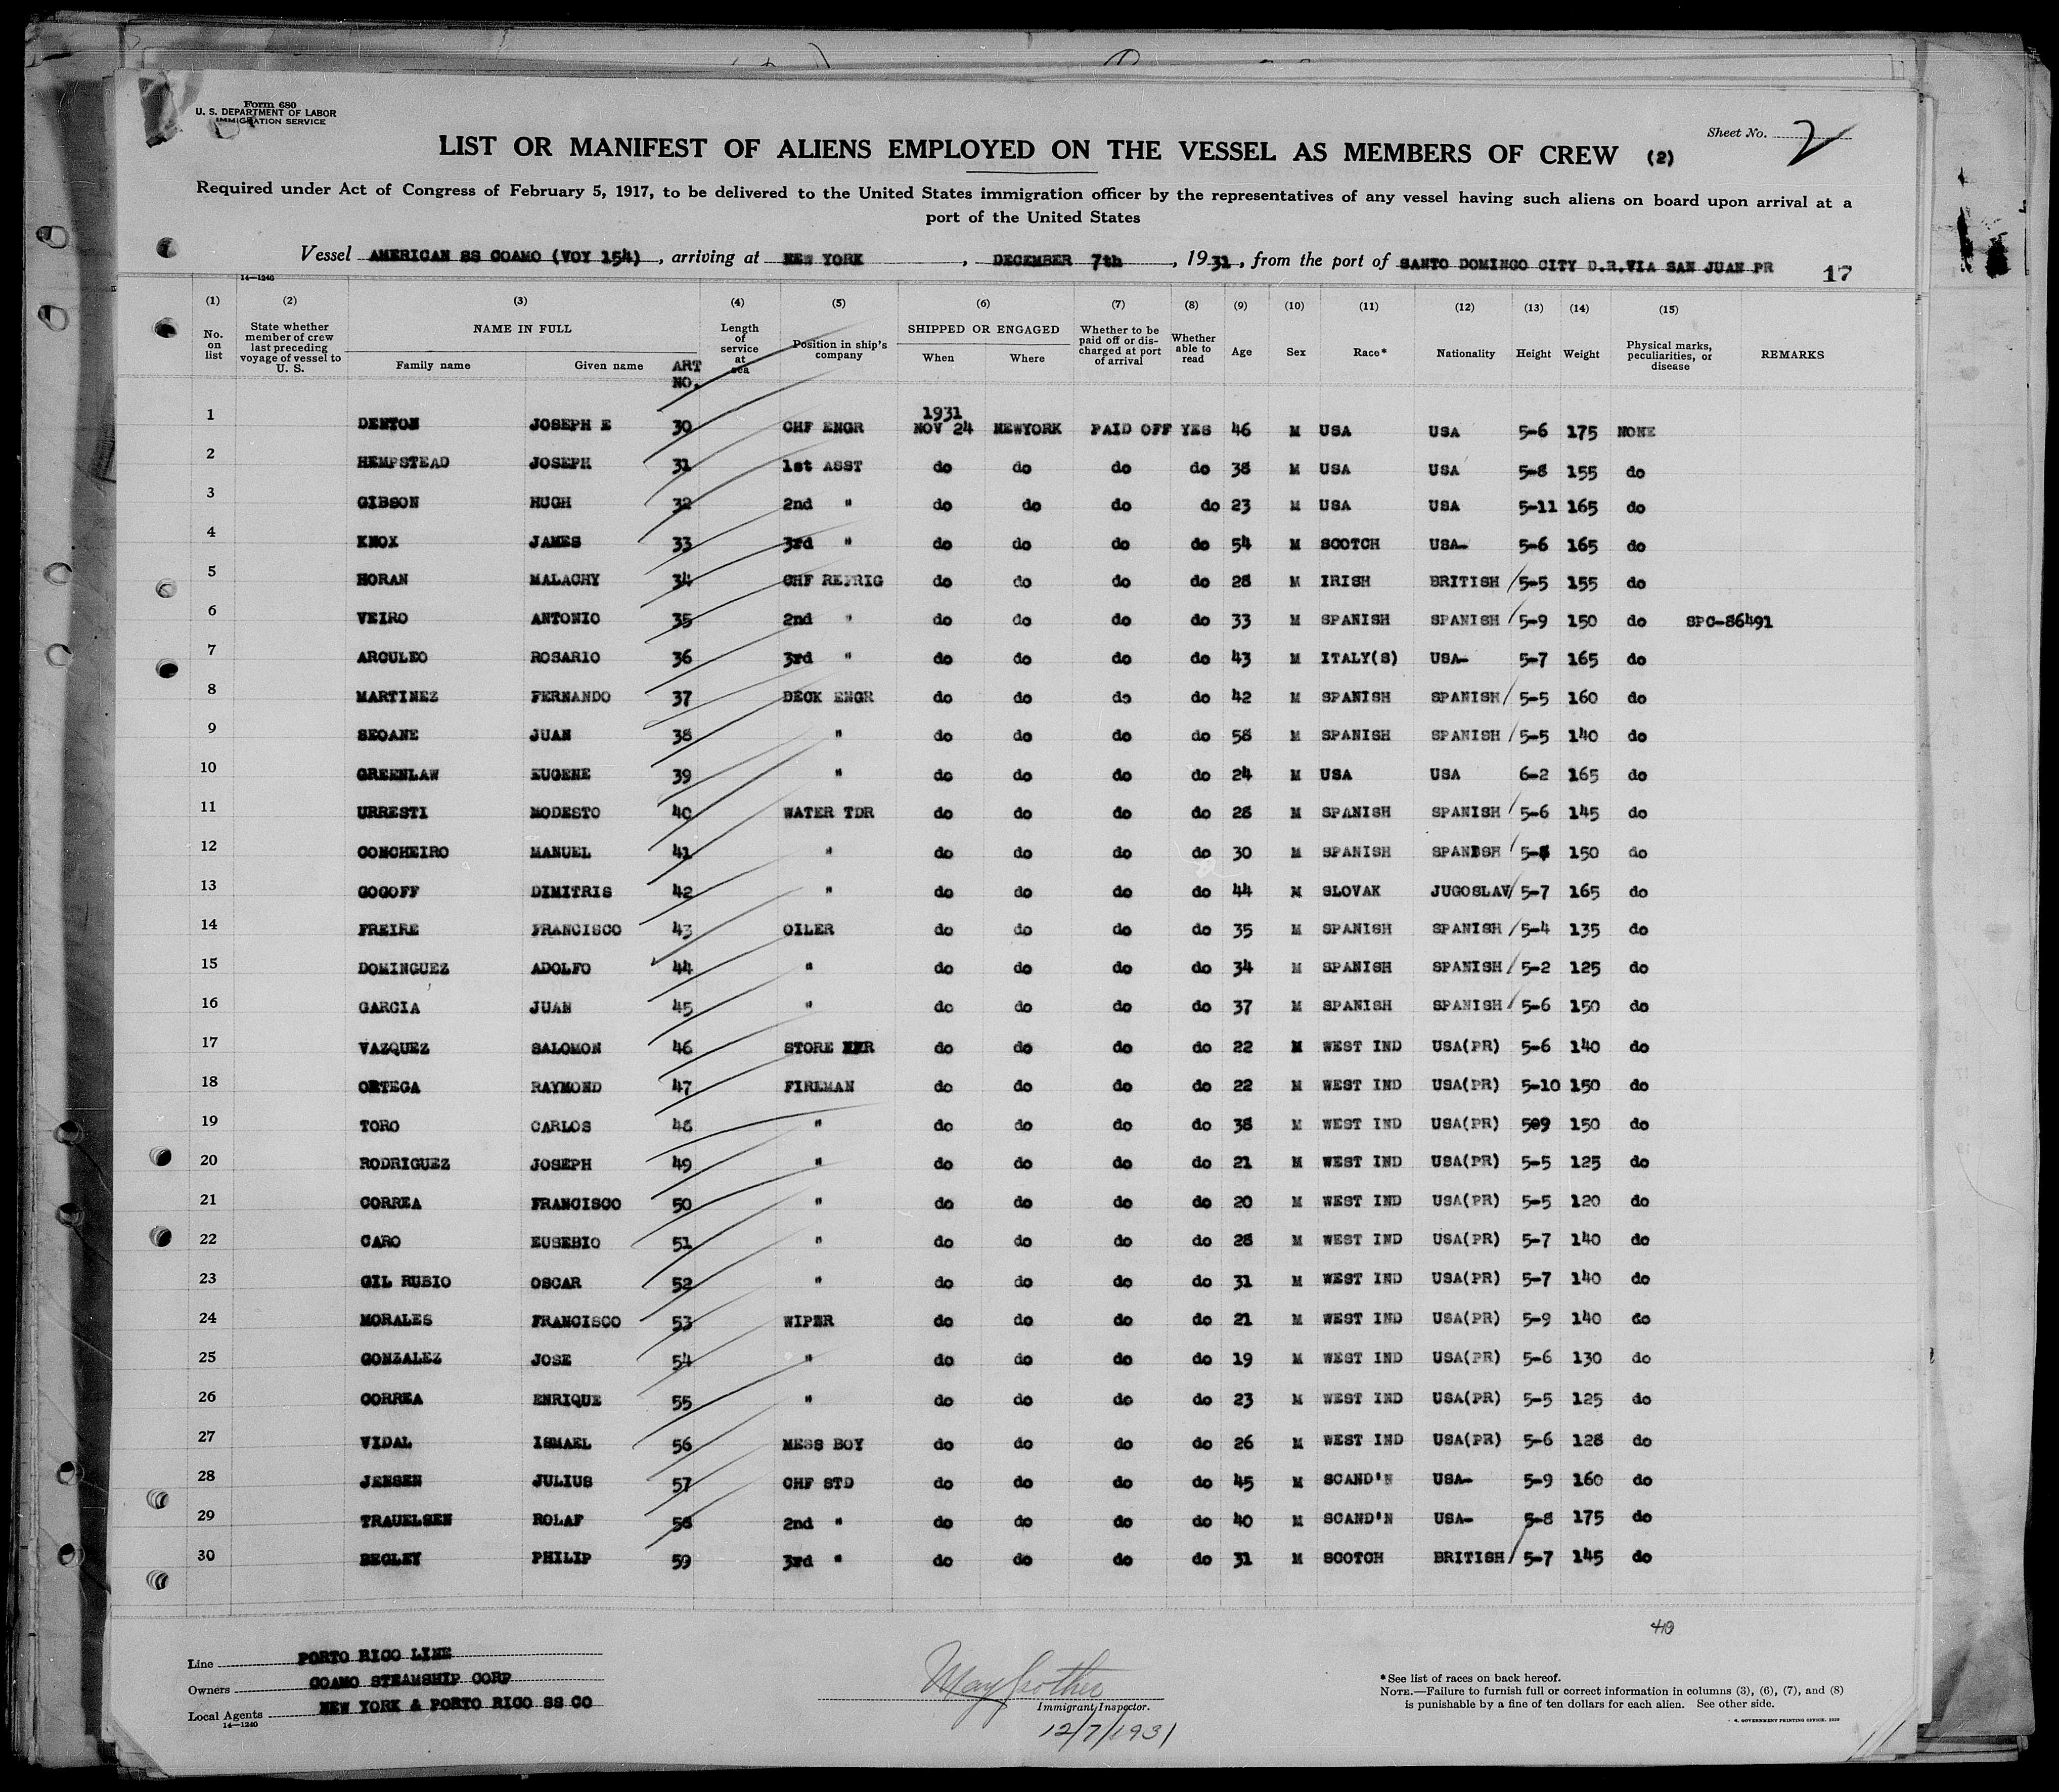 Form 680
U. S. DEPARTMENT OF LABOR
IMMIGRATION SERVICE
Sheet No. 2
LIST OR MANIFEST OF ALIENS EMPLOYED ON THE VESSEL AS MEMBERS OF CREW (2)
Required under Act of Congress of February 5, 1917, to be delivered to the United States immigration officer by the representatives of any vessel having such aliens on board upon arrival at a
port of the United States
Vessel AMERICAN SS COAMO (VOY 154), arriving at NEW YORK, DECEMBER 7th, 1931, from the port of SANTO DOMINGO CITY D.R.VIA SAN JUAN PR 17
14—1240
(1) (2) (3) (4) (5) (6) (7) (8) (9) (10) (11) (12) (13) (14) (15)
No. on list State whether member of crew last preceding voyage of vessel to U. S. NAME IN FULL Family name Given name ART NO. Length of service at sea Position in ship's company SHIPPED OR ENGAGED When Where Whether to be paid off or discharged at port of arrival Whether able to read Age Sex Race* Nationality Height Weight Physical marks, peculiarities, or disease REMARKS
1931
1 DENTON JOSEPH E 30 CHF ENGR NOV 24 NEWYORK PAID OFF YES 46 M USA USA 5-6 175 NONE
2 HEMPSTEAD JOSEPH 31 1st ASST do do do do 38 M USA USA 5-8 155 do
3 GIBSON HUGH 32 2nd " do do do do 23 M USA USA 5-11 165 do
4 KNOX JAMES 33 3rd " do do do do 54 M SCOTCH USA- 5-6 165 do
5 HORAN MALACHY 34 CHF REFRIG do do do do 28 M IRISH BRITISH / 5-5 155 do
6 VEIRO ANTONIO 35 2nd " do do do do 33 M SPANISH SPANISH / 5-9 150 do SPC-86491
7 ARCULEO ROSARIO 36 3rd " do do do do 43 M ITALY(S) USA- 5-7 165 do
8 MARTINEZ FERNANDO 37 DECK ENGR do do do do 42 M SPANISH SPANISH / 5-5 160 do
9 SEOANE JUAN 38 " do do do do 58 M SPANISH SPANISH / 5-5 140 do
10 GREENLAW EUGENE 39 " do do do do 24 M USA USA 6-2 165 do
11 URRESTI MODESTO 40 WATER TDR do do do do 28 M SPANISH SPANISH / 5-6 145 do
12 CONCHEIRO MANUEL 41 " do do do do 30 M SPANISH SPANISH / 5-8 150 do
13 GOGOFF DIMITRIS 42 " do do do do 44 M SLOVAK JUGOSLAV / 5-7 165 do
14 FREIRE FRANCISCO 43 OILER do do do do 35 M SPANISH SPANISH / 5-4 135 do
15 DOMINGUEZ ADOLFO 44 " do do do do 34 M SPANISH SPANISH / 5-2 125 do
16 GARCIA JUAN 45 " do do do do 37 M SPANISH SPANISH / 5-6 150 do
17 VAZQUEZ SALOMON 46 STORE do do do do 22 M WEST IND USA(PR) 5-6 140 do
18 ORTEGA RAYMOND 47 FIREMAN do do do do 22 M WEST IND USA(PR) 5-10 150 do
19 TORO CARLOS 48 " do do do do 38 M WEST IND USA(PR) 509 150 do
20 RODRIGUEZ JOSEPH 49 " do do do do 21 M WEST IND USA(PR) 5-5 125 do
21 CORREA FRANCISCO 50 " do do do do 20 M WEST IND USA(PR) 5-5 120 do
22 CARO EUSEBIO 51 " do do do do 28 M WEST IND USA(PR) 5-7 140 do
23 GIL RUBIO OSCAR 52 " do do do do 31 M WEST IND USA(PR) 5-7 140 do
24 MORALES FRANCISCO 53 WIPER do do do do 21 M WEST IND USA(PR) 5-9 140 do
25 GONZALEZ JOSE 54 " do do do do 19 M WEST IND USA(PR) 5-6 130 do
26 CORREA ENRIQUE 55 " do do do do 23 M WEST IND USA(PR) 5-5 125 do
27 VIDAL ISMAEL 56 MESS BOY do do do do 26 M WEST IND USA(PR) 5-6 128 do
28 JENSEN JULIUS 57 CHF STD do do do do 45 M SCAND'N USA- 5-9 160 do
29 TRAUELSEN ROLAF 58 2nd " do do do do 40 M SCAND'N USA- 5-8 175 do
30 BEGLEY PHILIP 59 3rd " do do do do 31 M SCOTCH BRITISH / 5-7 145 do
40
Line PORTO RICO LINE
Owners COAMO STEAMSHIP CORP
Local Agents NEW YORK & PORTO RICO SS CO
14—1240
Immigrant Inspector.
12/7/1931
*See list of races on back hereof.
NOTE.—Failure to furnish full or correct information in columns (3), (6), (7), and (8)
is punishable by a fine of ten dollars for each alien. See other side.
GOVERNMENT PRINTING OFFICE. 1929